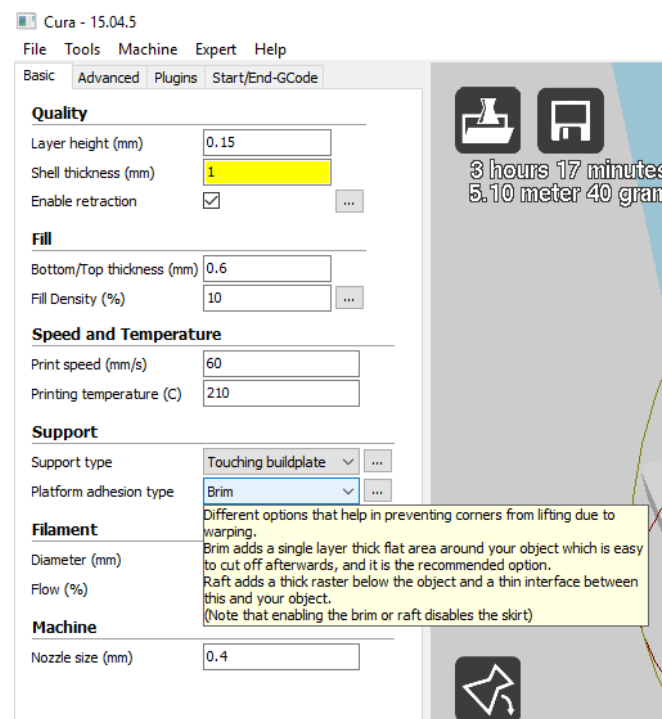 Cura - 15.04.5
File Tools Machine Expert Help
Basic Advanced Plugins Start/End-GCode
Quality
Layer height (mm) 0.15
Shell thickness (mm) 1
Enable retraction ...
Fill
Bottom/Top thickness (mm) 0.6
Fill Density (%) 10 ...
Speed and Temperature
Print speed (mm/s) 60
Printing temperature (C) 210
Support
Support type Touching buildplate ...
Platform adhesion type Brim ...
Different options that help in preventing corners from lifting due to
warping.
Brim adds a single layer thick flat area around your object which is easy
to cut off afterwards, and it is the recommended option.
Raft adds a thick raster below the object and a thin interface between
this and your object.
(Note that enabling the brim or raft disables the skirt)
Filament
Diameter (mm)
Flow (%)
Machine
Nozzle size (mm) 0.4
3 hours 17 minutes
5.10 meter 40 gram